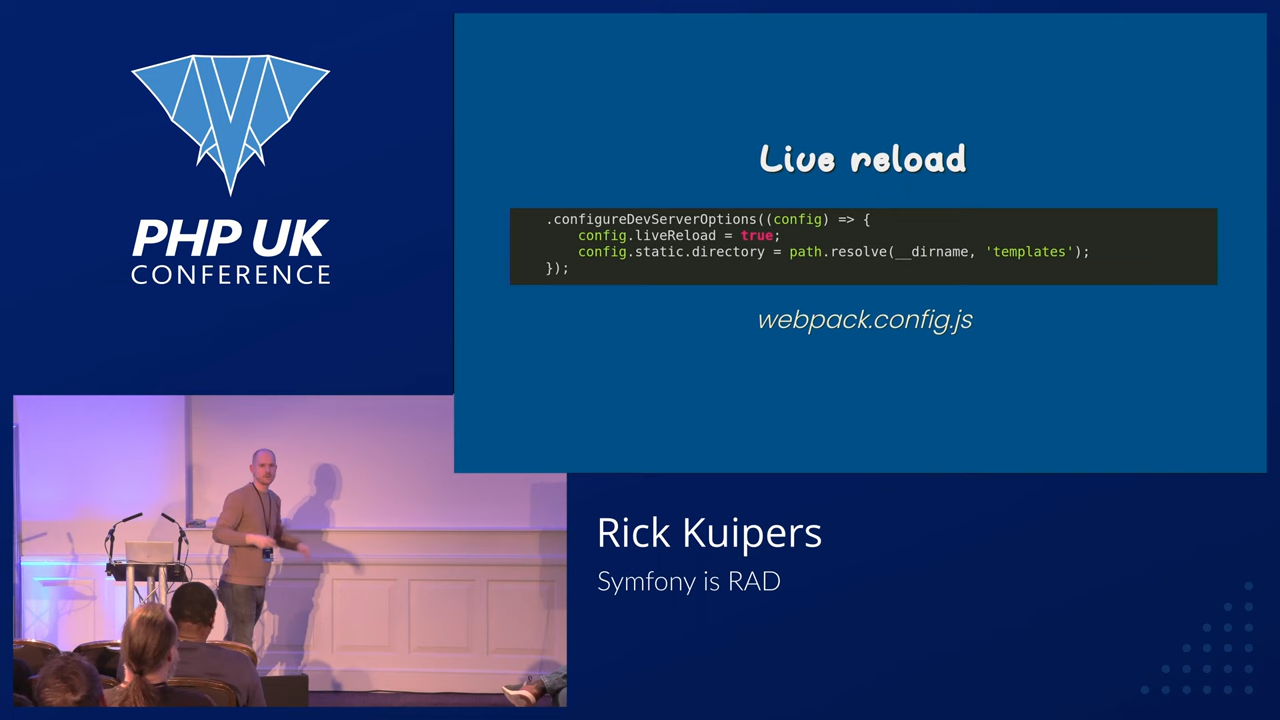 PHP UK
CONFERENCE
Live reload
.configureDevServerOptions((config) => {
    config.liveReload = true;
    config.static.directory = path.resolve(__dirname, 'templates');
});
webpack.config.js
Rick Kuipers
Symfony is RAD